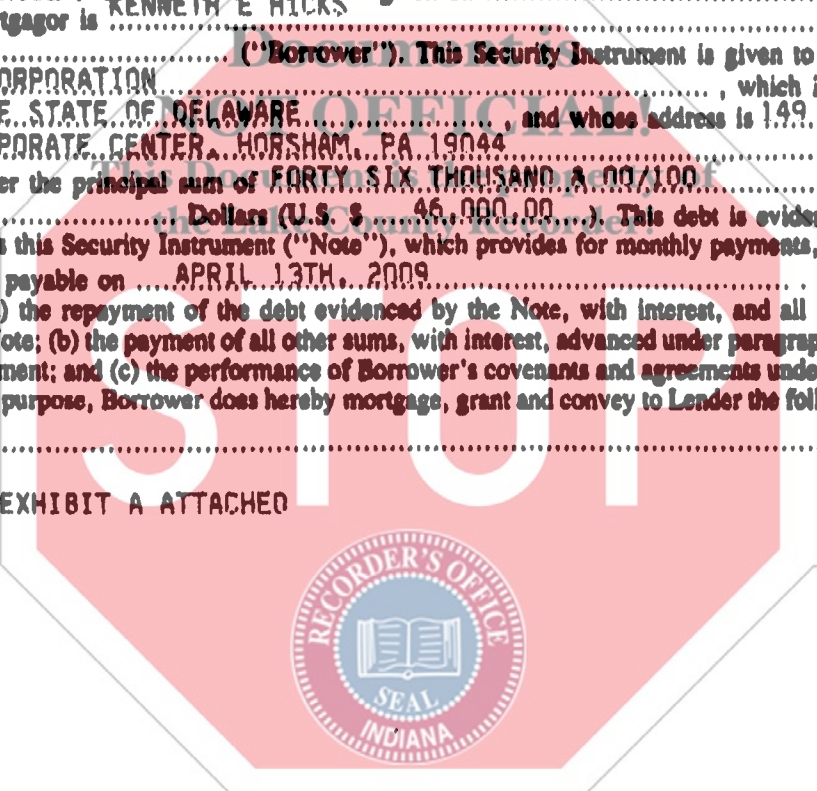 tgagor is KENNETH E HICKS
("Borrower"). This Security Instrument is given to
ORPORATION , which i
E STATE OF DELAWARE , and whose address is 149
PORATE CENTER, HORSHAM, PA 19044
er the principal sum of FORTY SIX THOUSAND & 00/100
Dollars (U.S. $ 46,000.00 ). This debt is eviden
s this Security Instrument ("Note"), which provides for monthly payments,
payable on APRIL 13TH, 2009
) the repayment of the debt evidenced by the Note, with interest, and all
ote; (b) the payment of all other sums, with interest, advanced under paragrap
ment; and (c) the performance of Borrower's covenants and agreements unde
purpose, Borrower does hereby mortgage, grant and convey to Lender the foll
EXHIBIT A ATTACHED
Document is
NOT OFFICIAL!
This Document is the property of
the Lake County Recorder!
STOP
RECORDER'S OFFICE
SEAL
INDIANA